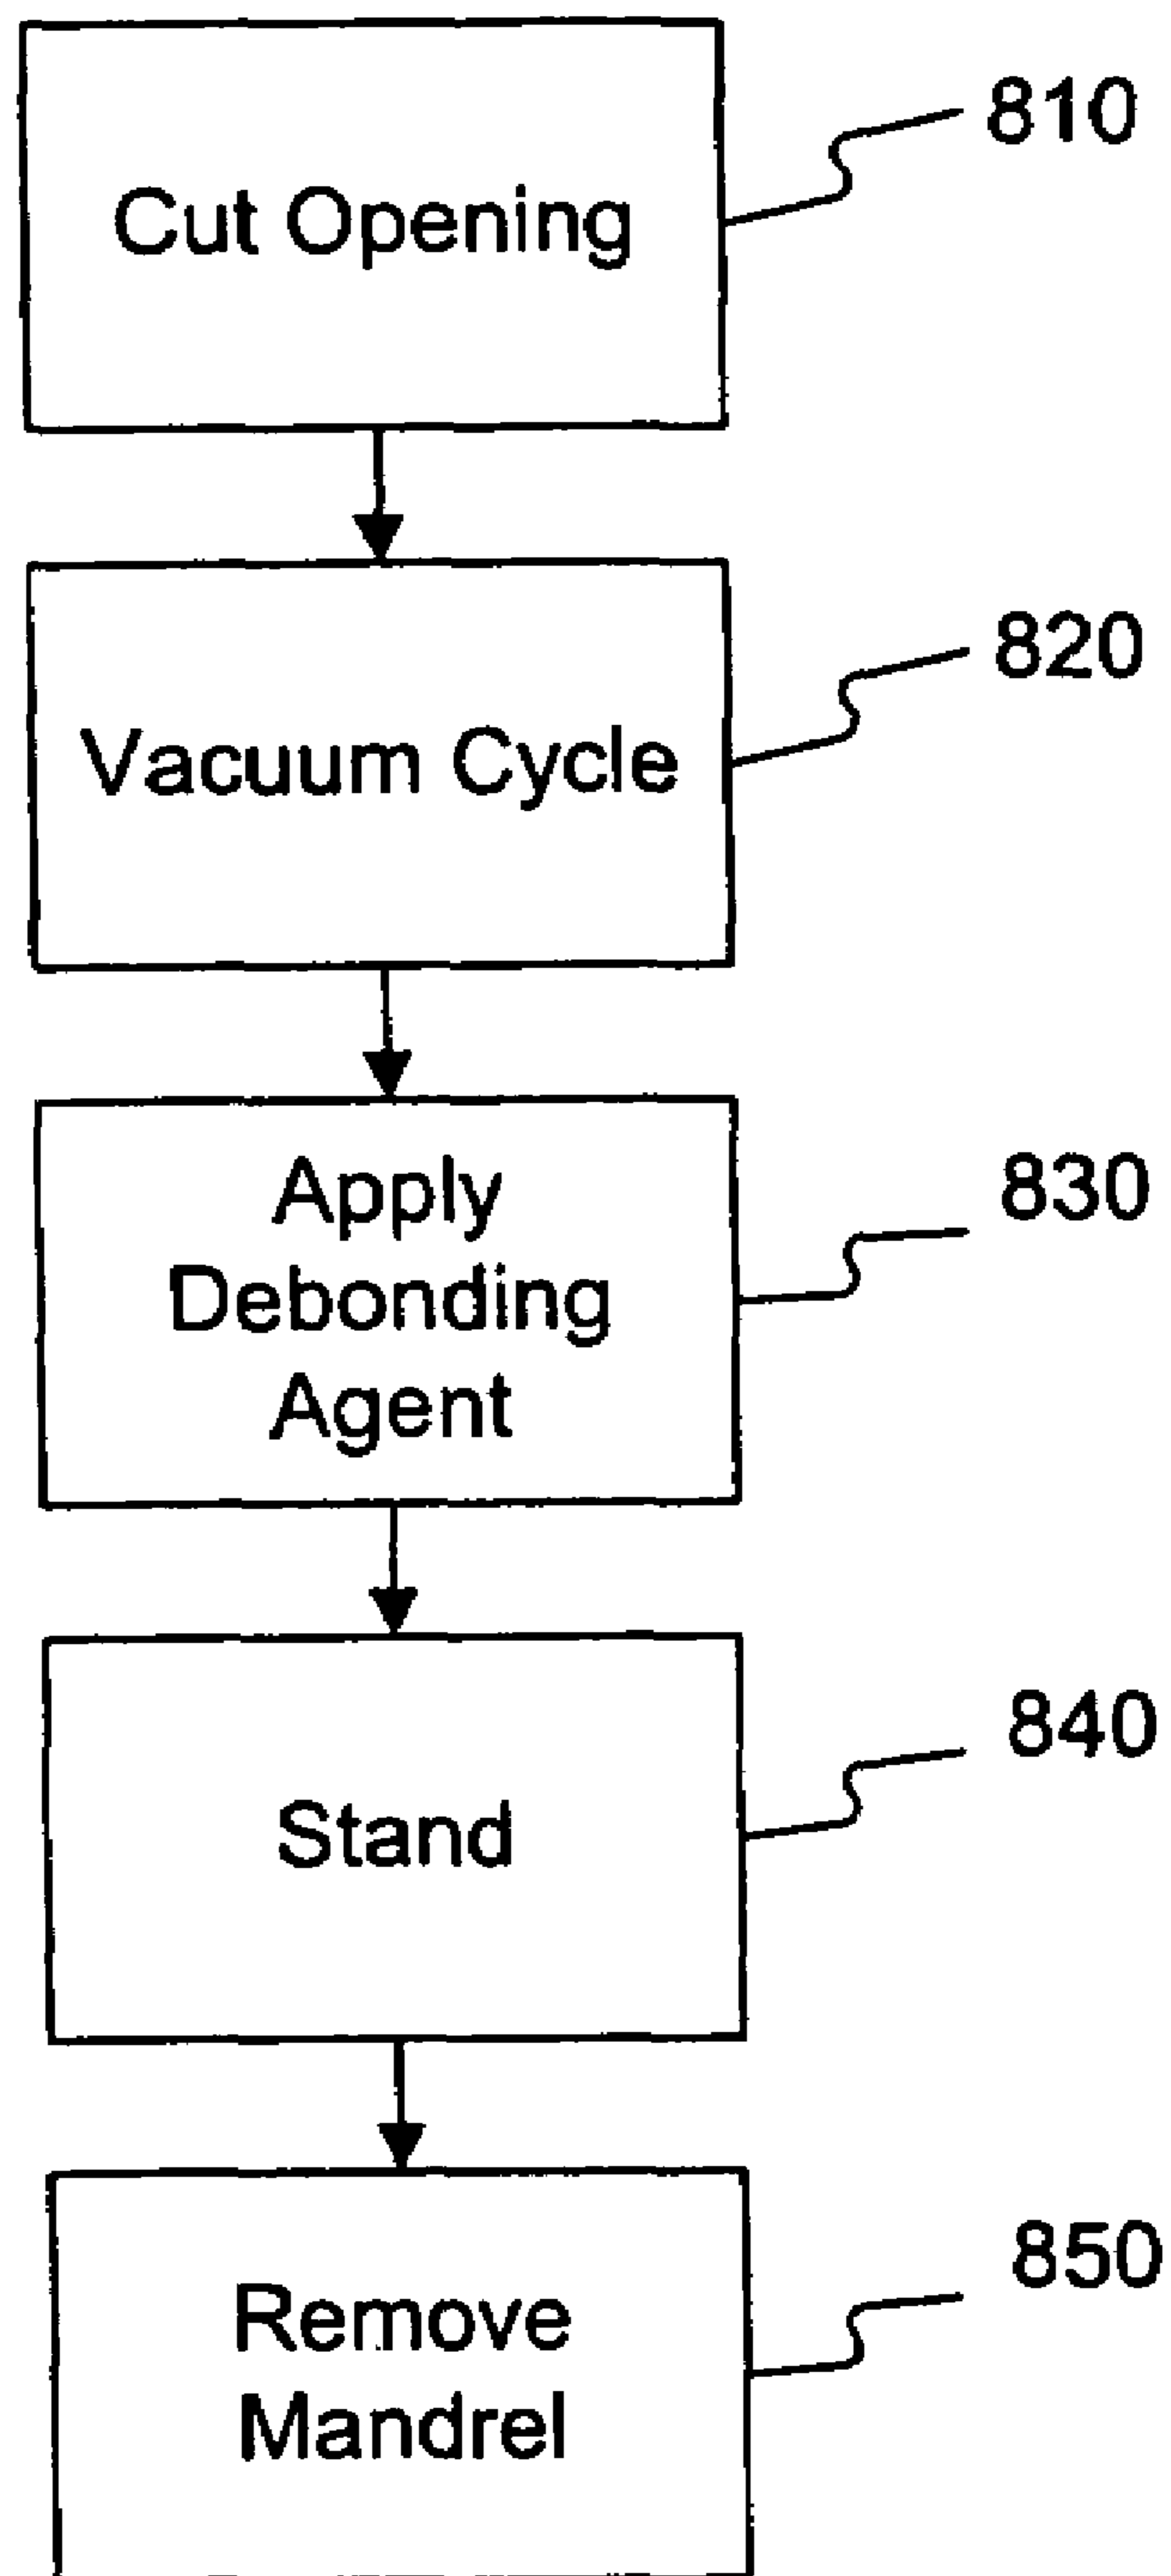 Cut Opening
810
Vacuum Cycle
820
Apply
Debonding
Agent
830
Stand
840
Remove
Mandrel
850